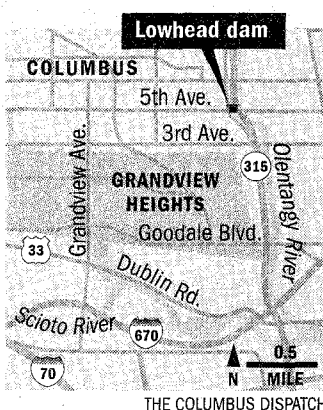 Lowhead dam
COLUMBUS
5th Ave.
3rd Ave.
315
Grandview Ave.
Olentangy River
GRANDVIEW
HEIGHTS
Goodale Blvd.
33
Dublin Rd.
Scioto River
670
70
N
0.5
MILE
THE COLUMBUS DISPATCH